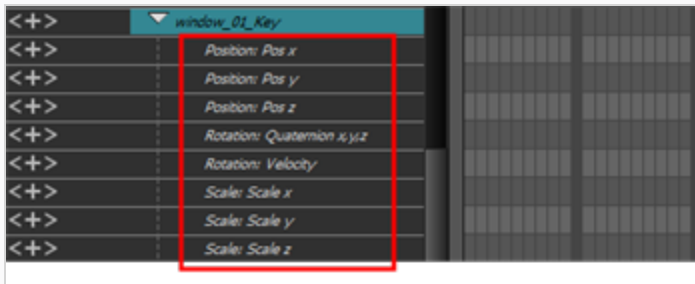 <+> window_01_Key
<+> Position: Pos x
<+> Position: Pos y
<+> Position: Pos z
<+> Rotation: Quaternion x,y,z
<+> Rotation: Velocity
<+> Scale: Scale x
<+> Scale: Scale y
<+> Scale: Scale z